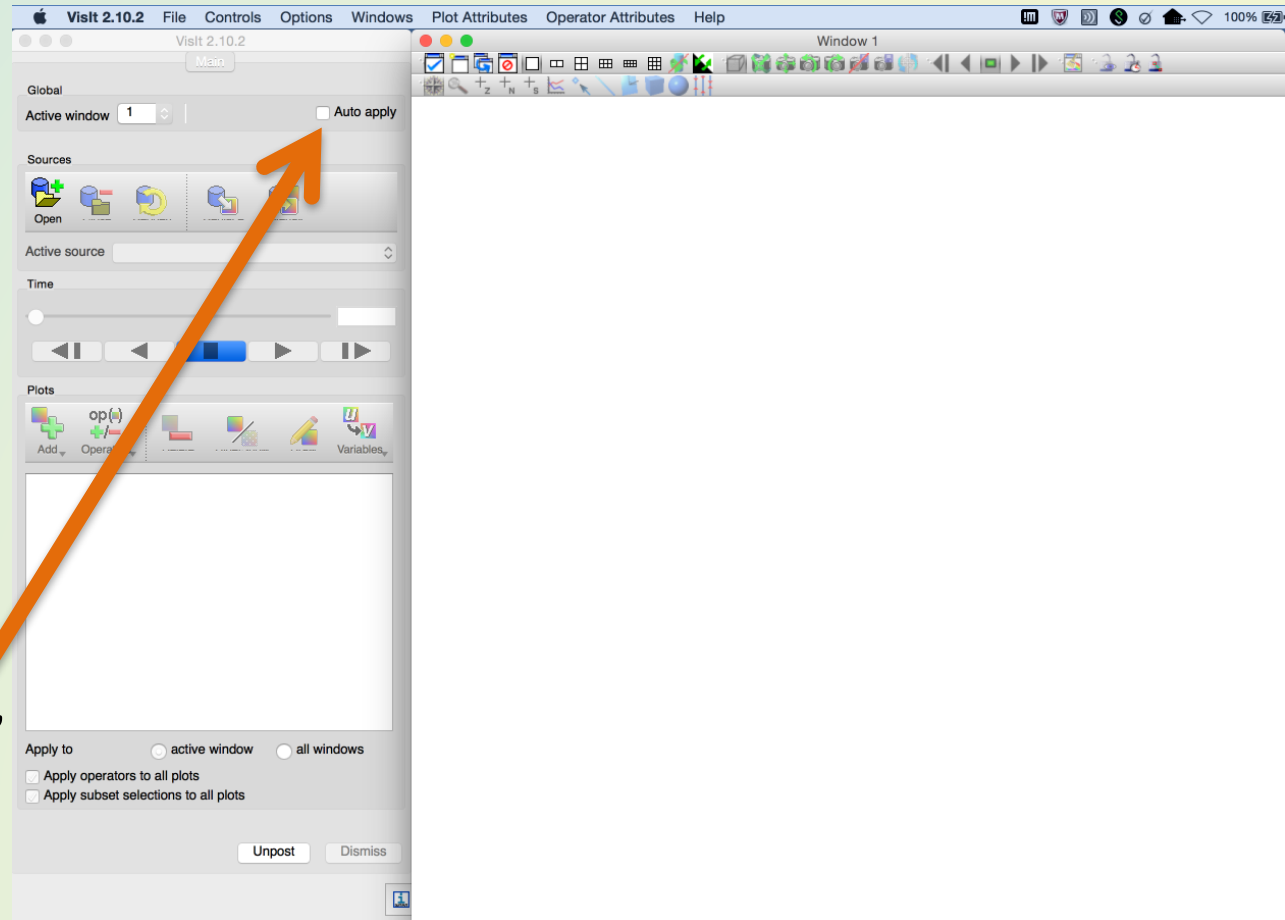 VisIt 2.10.2 File Controls Options Windows Plot Attributes Operator Attributes Help 100%
VisIt 2.10.2
Window 1
Main
Global
Active window 1 Auto apply
Sources
Open
Active source
Time
Plots
op(·)
+/−
u
v
Add Variables
Apply to active window all windows
Apply operators to all plots
Apply subset selections to all plots
Unpost Dismiss